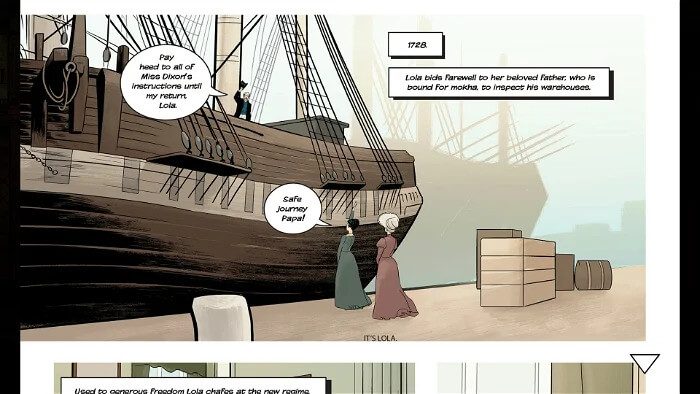 1728.
Lola bids farewell to her beloved father, who is
bound for mokha, to inspect his warehouses.
Pay
heed to all of
Miss Dixon's
instructions until
my return,
Lola.
Safe
journey
Papa!
IT'S LOLA.
Used to generous freedom Lola chafes at the new regime.